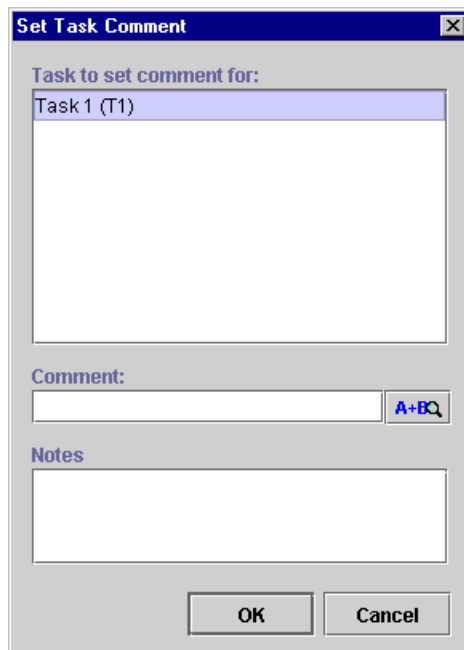 Set Task Comment
Task to set comment for:
Task 1 (T1)
Comment:
A+B
Notes
OK
Cancel